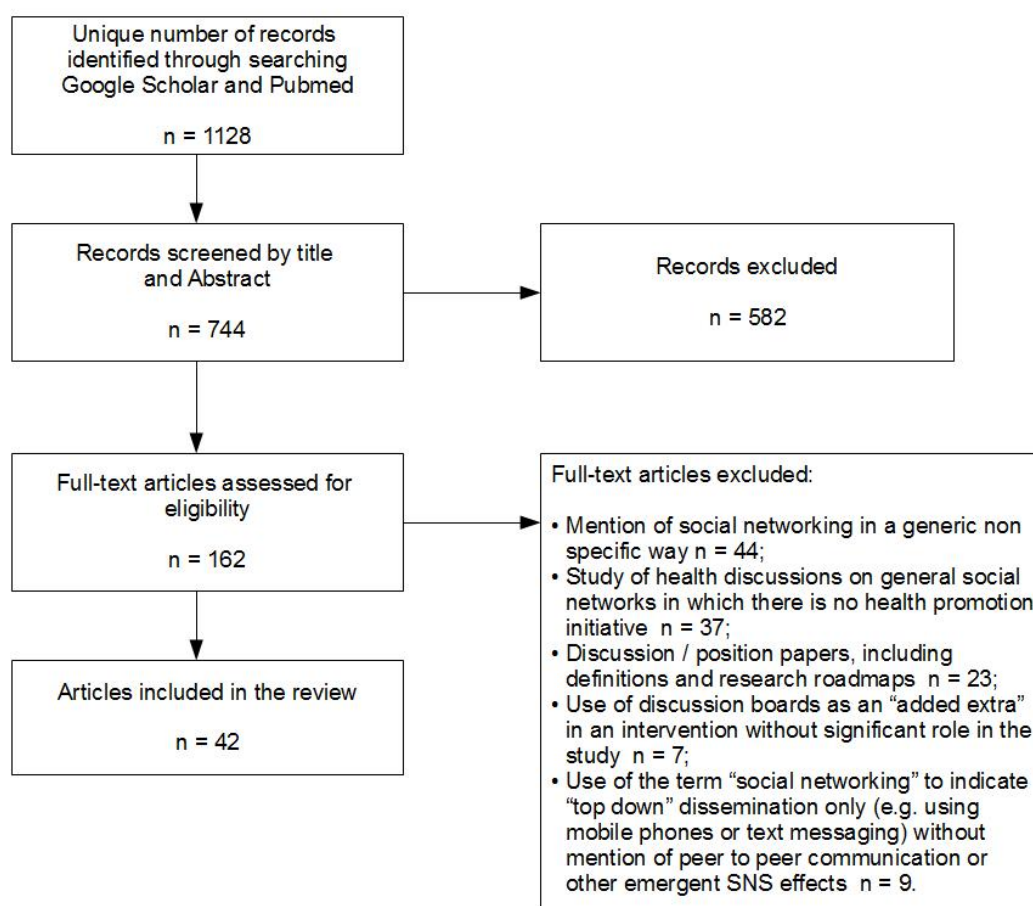 Unique number of records
identified through searching
Google Scholar and Pubmed
n = 1128
Records screened by title
and Abstract
n = 744
Records excluded
n = 582
Full-text articles assessed for
eligibility
n = 162
Full-text articles excluded:
• Mention of social networking in a generic non
specific way n = 44;
• Study of health discussions on general social
networks in which there is no health promotion
initiative n = 37;
• Discussion / position papers, including
definitions and research roadmaps n = 23;
• Use of discussion boards as an “added extra”
in an intervention without significant role in the
study n = 7;
• Use of the term “social networking” to indicate
“top down” dissemination only (e.g. using
mobile phones or text messaging) without
mention of peer to peer communication or
other emergent SNS effects n = 9.
Articles included in the review
n = 42